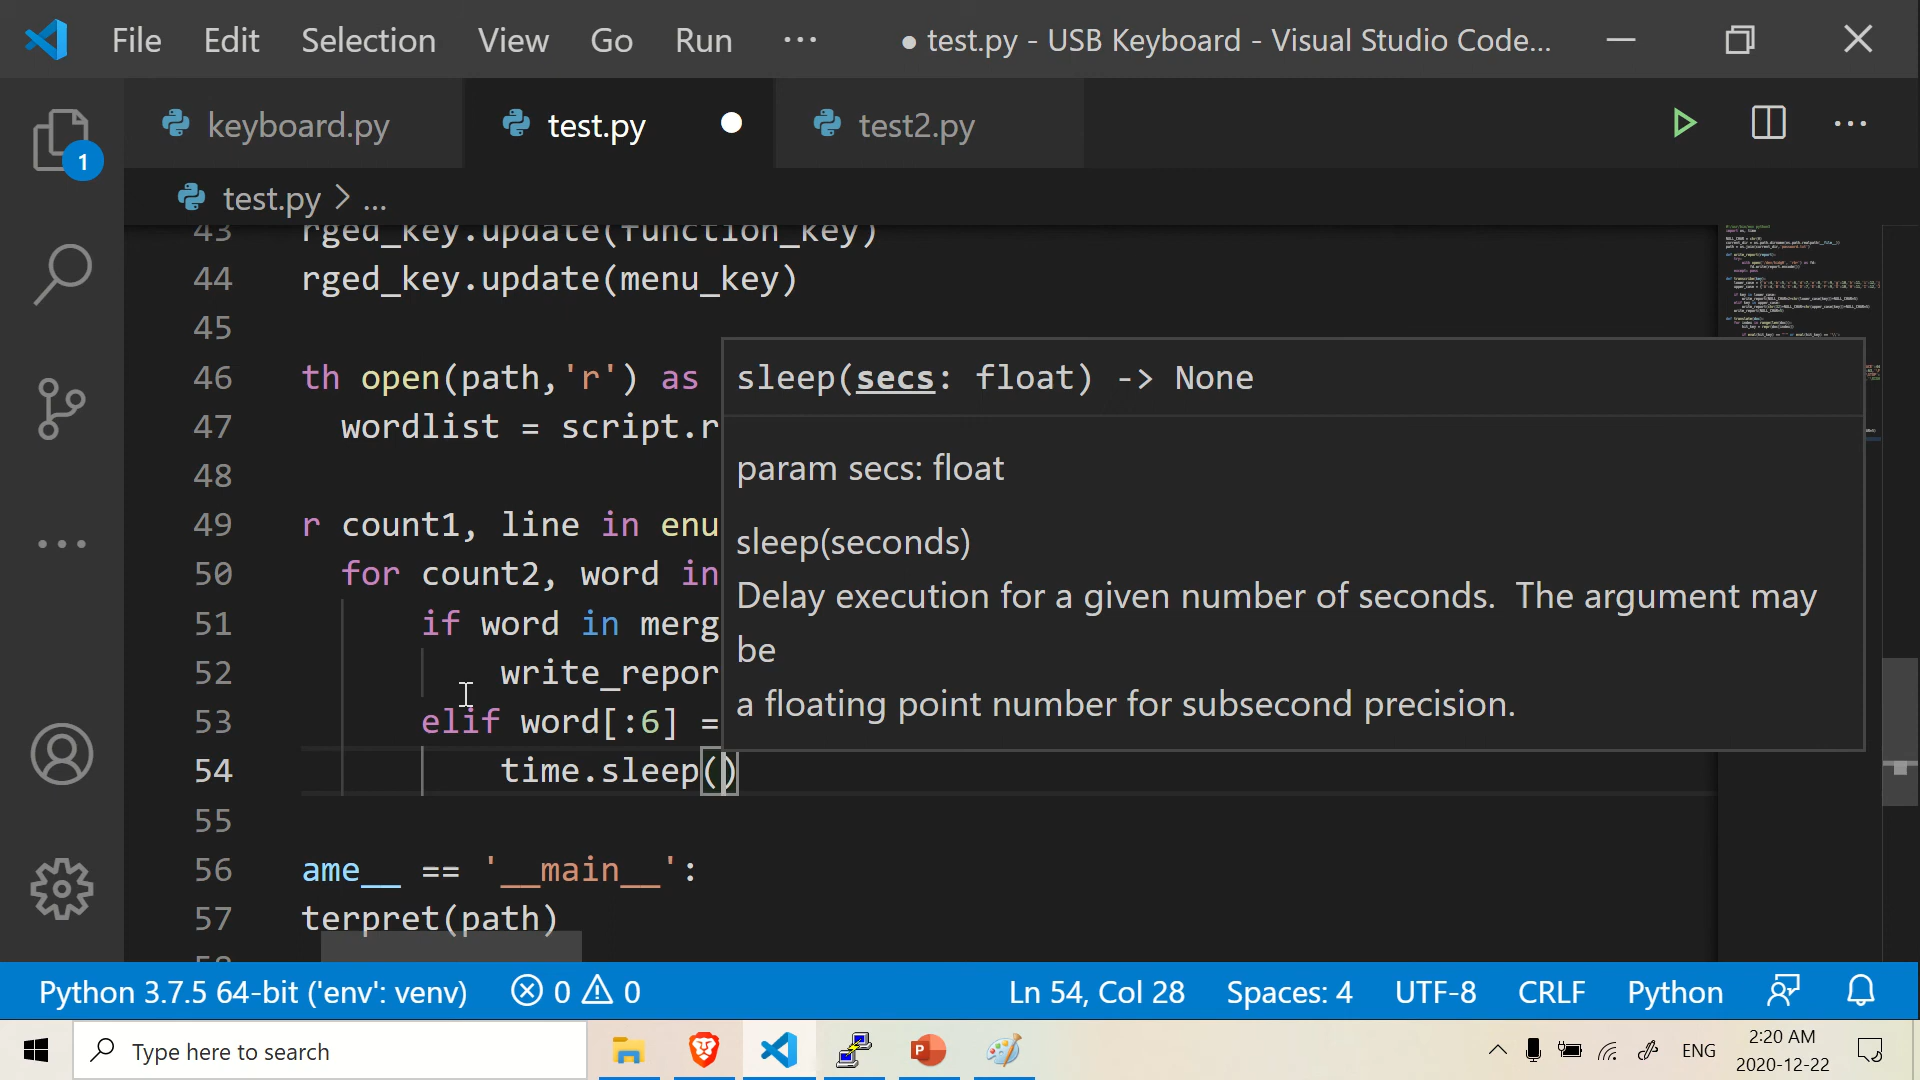 File Edit Selection View Go Run ··· ● test.py - USB Keyboard - Visual Studio Code...
keyboard.py test.py test2.py
1
test.py > ...
43 rged_key.update(function_key)
44 rged_key.update(menu_key)
45
46 th open(path,'r') as
47 wordlist = script.r
48
49 r count1, line in enu
50 for count2, word in
51 if word in merg
52 write_repor
53 elif word[:6] =
54 time.sleep()
55
56 ame__ == '__main__':
57 terpret(path)
sleep(secs: float) -> None
param secs: float
sleep(seconds)
Delay execution for a given number of seconds. The argument may
be
a floating point number for subsecond precision.
Python 3.7.5 64-bit ('env': venv) 0 0 Ln 54, Col 28 Spaces: 4 UTF-8 CRLF Python
Type here to search
ENG
2:20 AM
2020-12-22